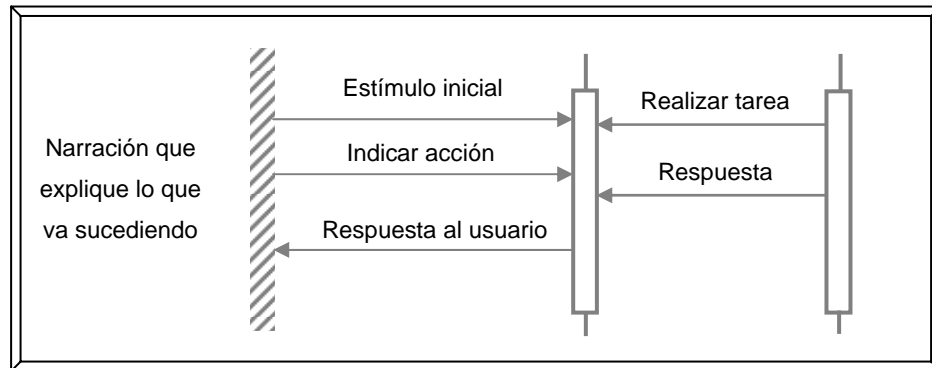 Estímulo inicial
Realizar tarea
Narración que
explique lo que
va sucediendo
Indicar acción
Respuesta
Respuesta al usuario